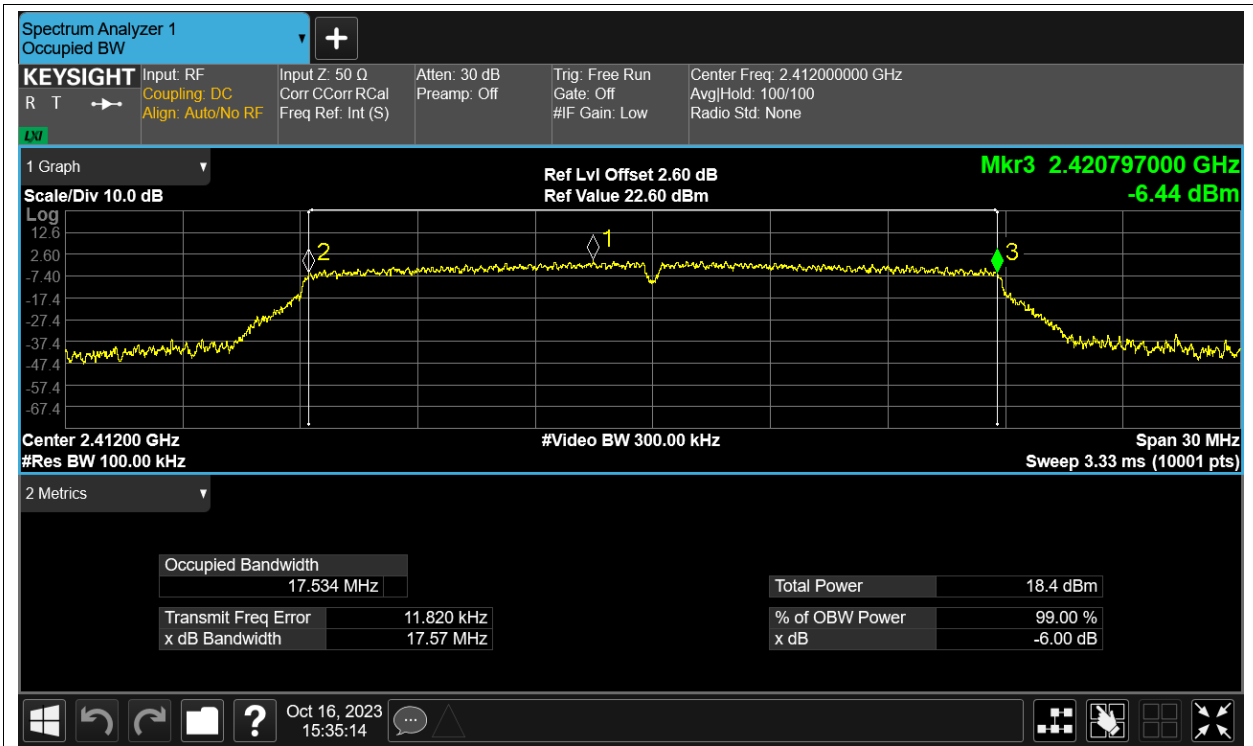 Spectrum Analyzer 1
Occupied BW
KEYSIGHT
R T
LXI
Input: RF
Coupling: DC
Align: Auto/No RF
Input Z: 50 Ω
Corr CCorr RCal
Freq Ref: Int (S)
Atten: 30 dB
Preamp: Off
Trig: Free Run
Gate: Off
#IF Gain: Low
Center Freq: 2.412000000 GHz
Avg|Hold: 100/100
Radio Std: None
1 Graph
Scale/Div 10.0 dB
Ref Lvl Offset 2.60 dB
Ref Value 22.60 dBm
Mkr3 2.420797000 GHz
-6.44 dBm
Log
12.6
2.60
-7.40
-17.4
-27.4
-37.4
-47.4
-57.4
-67.4
2
1
3
Center 2.41200 GHz
#Res BW 100.00 kHz
#Video BW 300.00 kHz
Span 30 MHz
Sweep 3.33 ms (10001 pts)
2 Metrics
Occupied Bandwidth
17.534 MHz
Transmit Freq Error 11.820 kHz
x dB Bandwidth 17.57 MHz
Total Power 18.4 dBm
% of OBW Power 99.00 %
x dB -6.00 dB
?
Oct 16, 2023
15:35:14